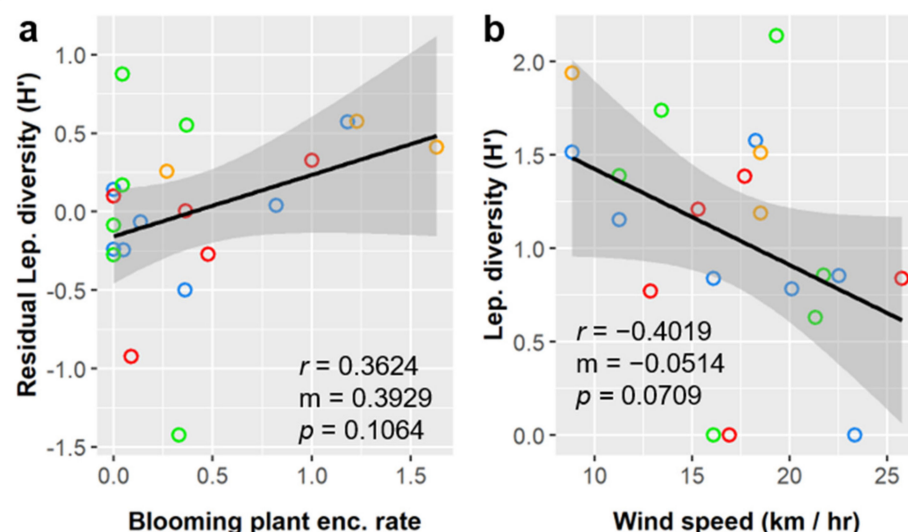 a
Residual Lep. diversity (H')
1.0
0.5
0.0
-0.5
-1.0
-1.5
r = 0.3624
m = 0.3929
p = 0.1064
0.0 0.5 1.0 1.5
Blooming plant enc. rate
b
Lep. diversity (H')
2.0
1.5
1.0
0.5
0.0
r = −0.4019
m = −0.0514
p = 0.0709
10 15 20 25
Wind speed (km / hr)